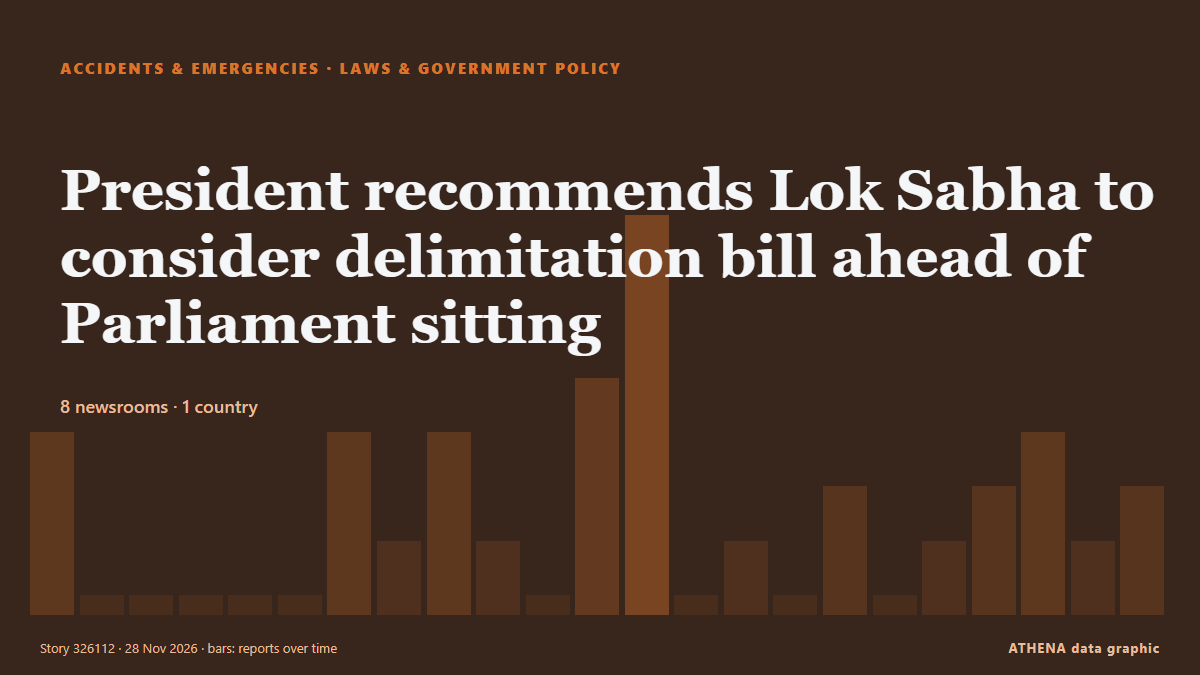 ACCIDENTS & EMERGENCIES · LAWS & GOVERNMENT POLICY
President recommends Lok Sabha to
consider delimitation bill ahead of
Parliament sitting
8 newsrooms · 1 country
Story 326112 · 28 Nov 2026 · bars: reports over time
ATHENA data graphic